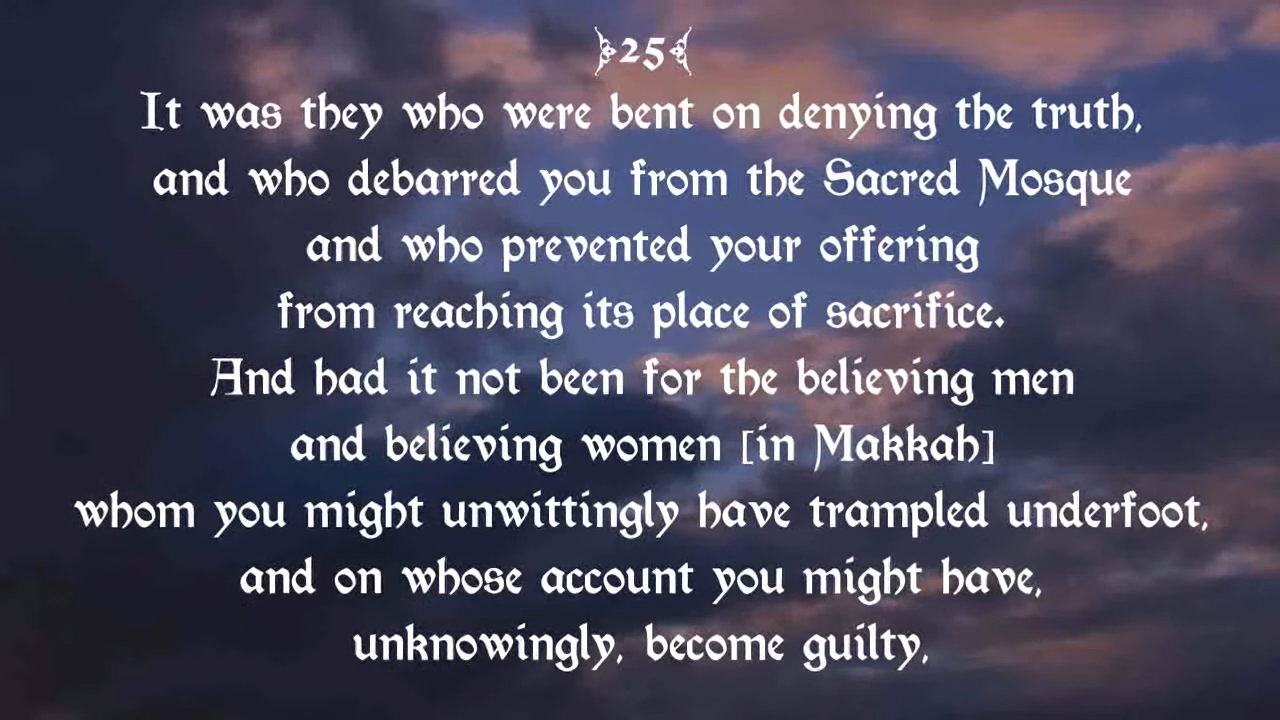 25
It was they who were bent on denying the truth,
and who debarred you from the Sacred Mosque
and who prevented your offering
from reaching its place of sacrifice.
And had it not been for the believing men
and believing women [in Makkah]
whom you might unwittingly have trampled underfoot,
and on whose account you might have,
unknowingly, become guilty,